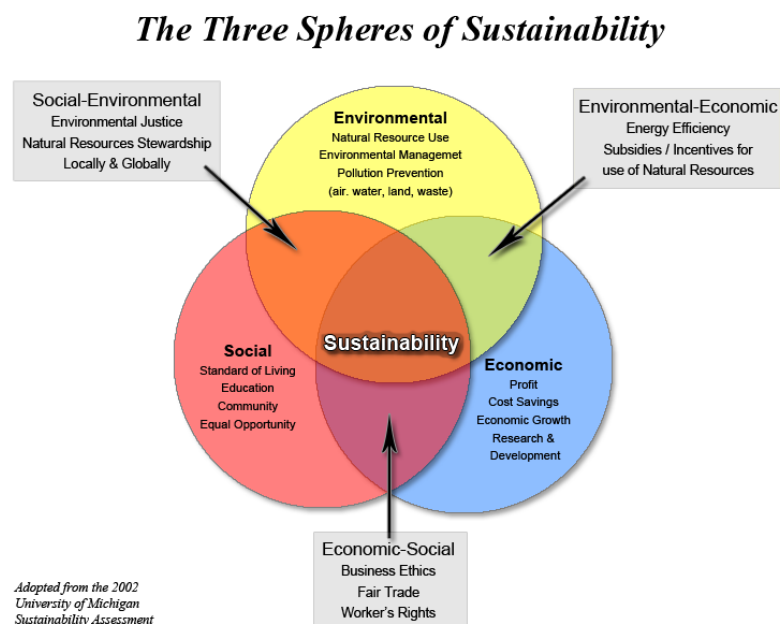 The Three Spheres of Sustainability
Social-Environmental
Environmental Justice
Natural Resources Stewardship
Locally & Globally
Environmental
Natural Resource Use
Environmental Managemet
Pollution Prevention
(air. water, land, waste)
Environmental-Economic
Energy Efficiency
Subsidies / Incentives for
use of Natural Resources
Sustainability
Social
Standard of Living
Education
Community
Equal Opportunity
Economic
Profit
Cost Savings
Economic Growth
Research &
Development
Economic-Social
Business Ethics
Fair Trade
Worker's Rights
Adopted from the 2002
University of Michigan
Sustainability Assessment